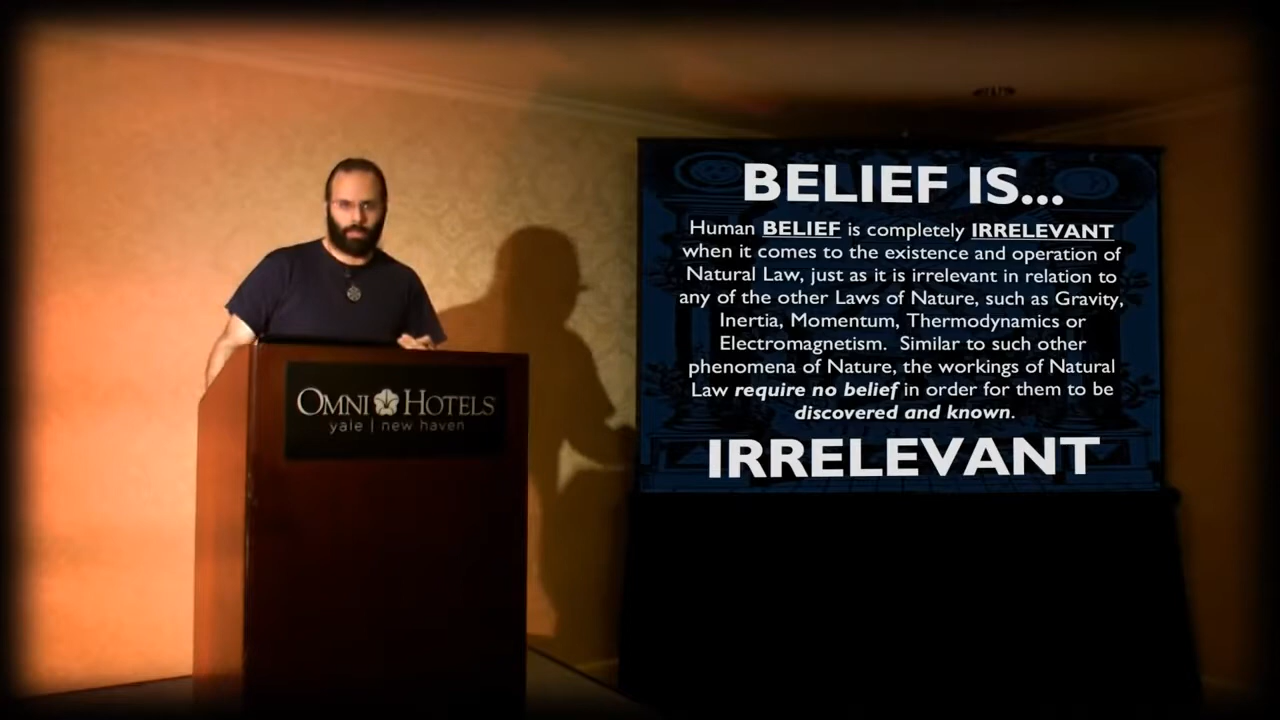 OMNI HOTELS
yale | new haven
BELIEF IS...
Human BELIEF is completely IRRELEVANT
when it comes to the existence and operation of
Natural Law, just as it is irrelevant in relation to
any of the other Laws of Nature, such as Gravity,
Inertia, Momentum, Thermodynamics or
Electromagnetism.  Similar to such other
phenomena of Nature, the workings of Natural
Law require no belief in order for them to be
discovered and known.
IRRELEVANT